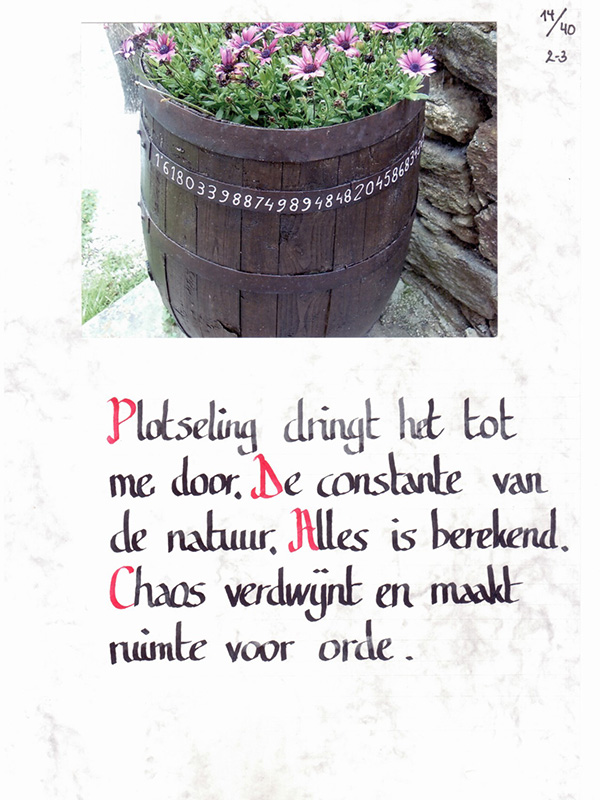 14/40
2-3
1'61803398874989484820458683
Plotseling dringt het tot
me door. De constante van
de natuur. Alles is berekend.
Chaos verdwijnt en maakt
ruimte voor orde.